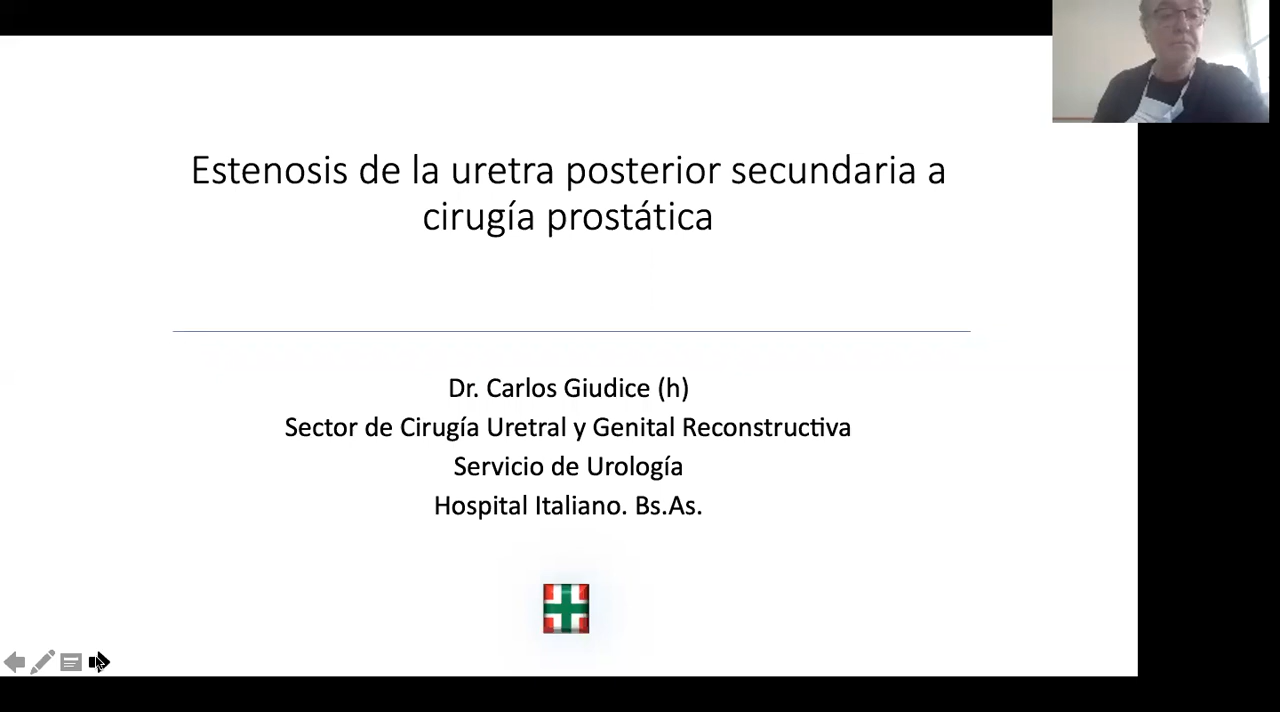 Estenosis de la uretra posterior secundaria a
cirugía prostática
Dr. Carlos Giudice (h)
Sector de Cirugía Uretral y Genital Reconstructiva
Servicio de Urología
Hospital Italiano. Bs.As.